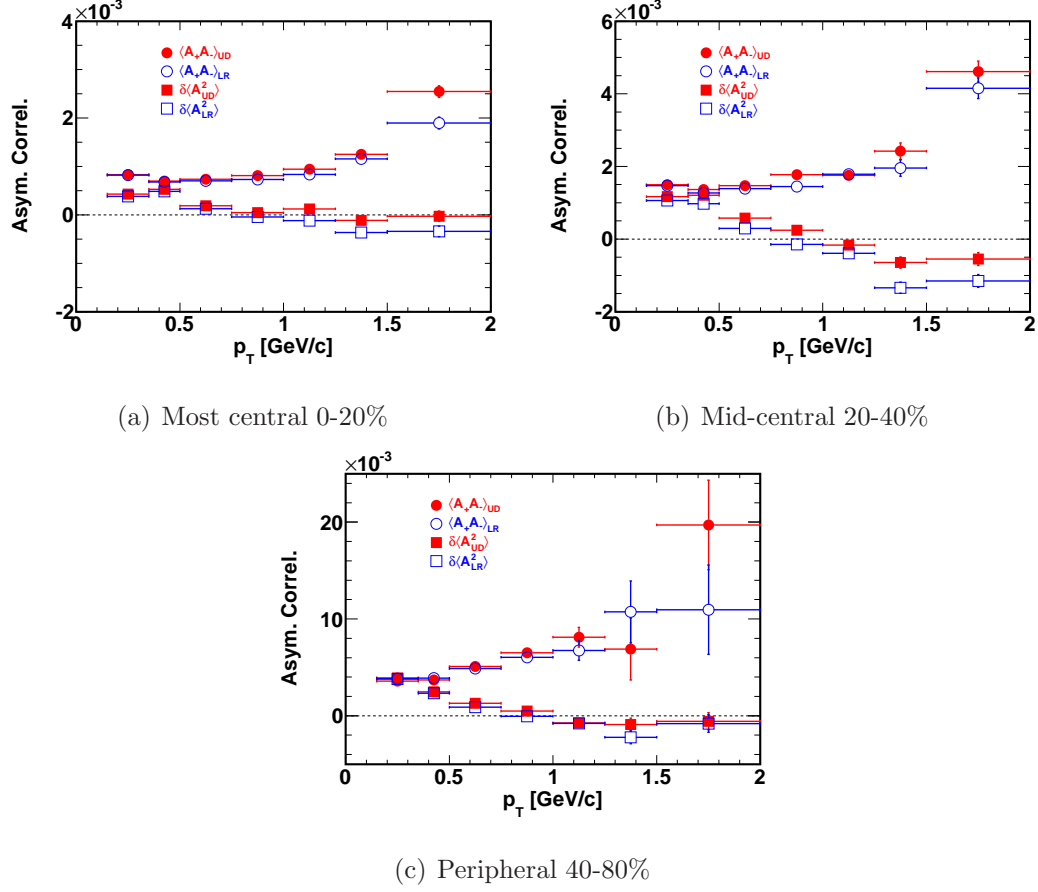 ×10⁻³
4
2
0
-2
Asym. Correl.
⟨A₊A₋⟩UD
⟨A₊A₋⟩LR
δ⟨A²UD⟩
δ⟨A²LR⟩
0 0.5 1 1.5 2
pT [GeV/c]
(a) Most central 0-20%
×10⁻³
6
4
2
0
-2
Asym. Correl.
⟨A₊A₋⟩UD
⟨A₊A₋⟩LR
δ⟨A²UD⟩
δ⟨A²LR⟩
0 0.5 1 1.5 2
pT [GeV/c]
(b) Mid-central 20-40%
×10⁻³
20
10
0
Asym. Correl.
⟨A₊A₋⟩UD
⟨A₊A₋⟩LR
δ⟨A²UD⟩
δ⟨A²LR⟩
0 0.5 1 1.5 2
pT [GeV/c]
(c) Peripheral 40-80%